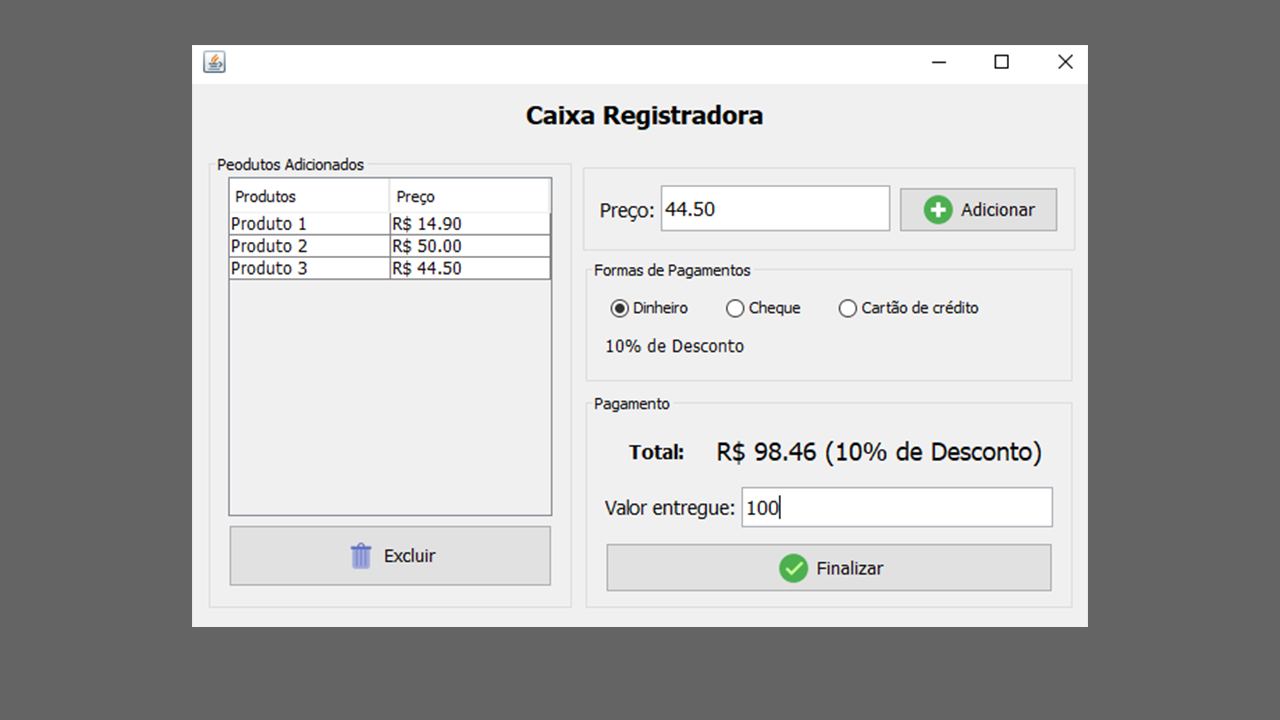 Caixa Registradora
Peodutos Adicionados
Produtos Preço
Produto 1 R$ 14.90
Produto 2 R$ 50.00
Produto 3 R$ 44.50
Excluir
Preço: 44.50 Adicionar
Formas de Pagamentos
Dinheiro Cheque Cartão de crédito
10% de Desconto
Pagamento
Total: R$ 98.46 (10% de Desconto)
Valor entregue: 100
Finalizar